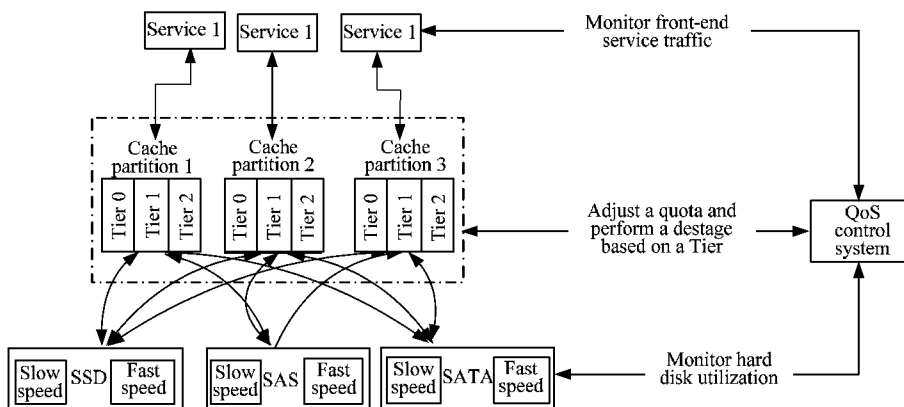 Service 1
Service 1
Service 1
Monitor front-end
service traffic
Cache
partition 1
Cache
partition 2
Cache
partition 3
Tier 0
Tier 1
Tier 2
Tier 0
Tier 1
Tier 2
Tier 0
Tier 1
Tier 2
Adjust a quota and
perform a destage
based on a Tier
QoS
control
system
Slow
speed
SSD
Fast
speed
Slow
speed
SAS
Fast
speed
Slow
speed
SATA
Fast
speed
Monitor hard
disk utilization